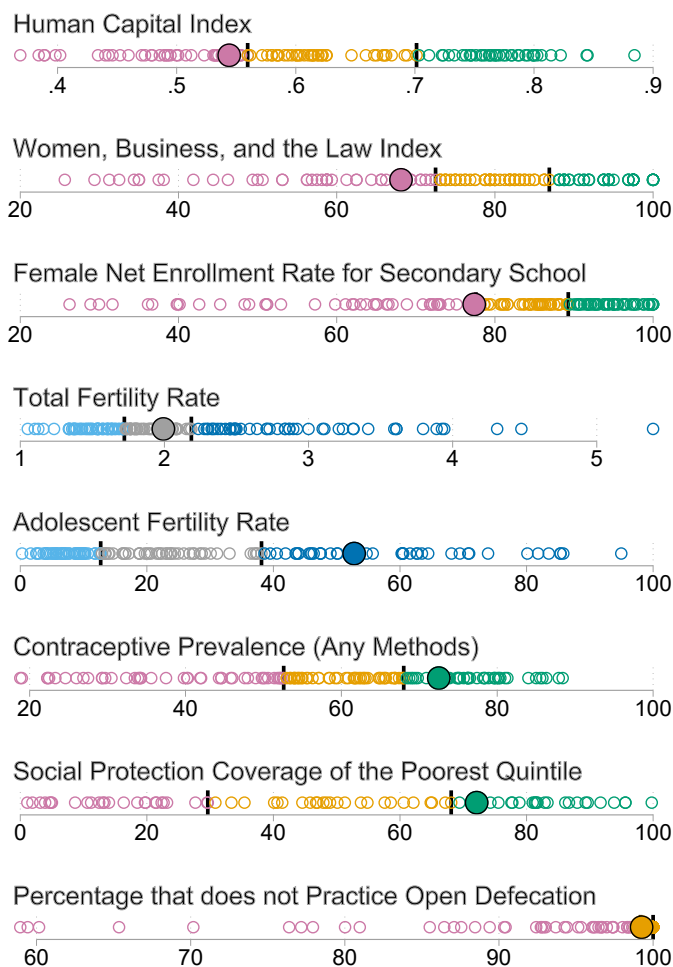 Human Capital Index
.4 .5 .6 .7 .8 .9
Women, Business, and the Law Index
20 40 60 80 100
Female Net Enrollment Rate for Secondary School
20 40 60 80 100
Total Fertility Rate
1 2 3 4 5
Adolescent Fertility Rate
0 20 40 60 80 100
Contraceptive Prevalence (Any Methods)
20 40 60 80 100
Social Protection Coverage of the Poorest Quintile
0 20 40 60 80 100
Percentage that does not Practice Open Defecation
60 70 80 90 100